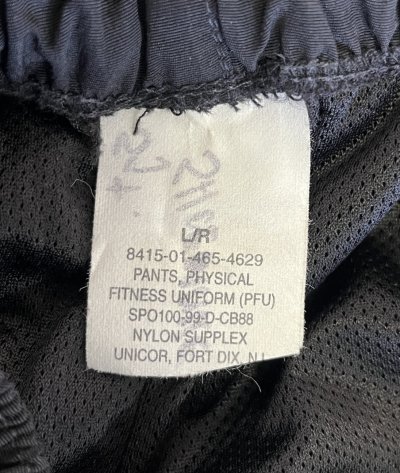 L/R
8415-01-465-4629
PANTS, PHYSICAL
FITNESS UNIFORM (PFU)
SPO100-99-D-CB88
NYLON SUPPLEX
UNICOR, FORT DIX, NJ